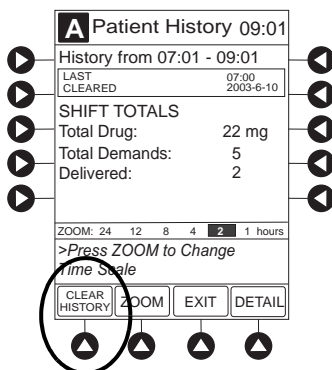 A Patient History 09:01
History from 07:01 - 09:01
LAST CLEARED 07:00 2003-6-10
SHIFT TOTALS
Total Drug: 22 mg
Total Demands: 5
Delivered: 2
ZOOM: 24 12 8 4 2 1 hours
>Press ZOOM to Change
Time Scale
CLEAR HISTORY ZOOM EXIT DETAIL